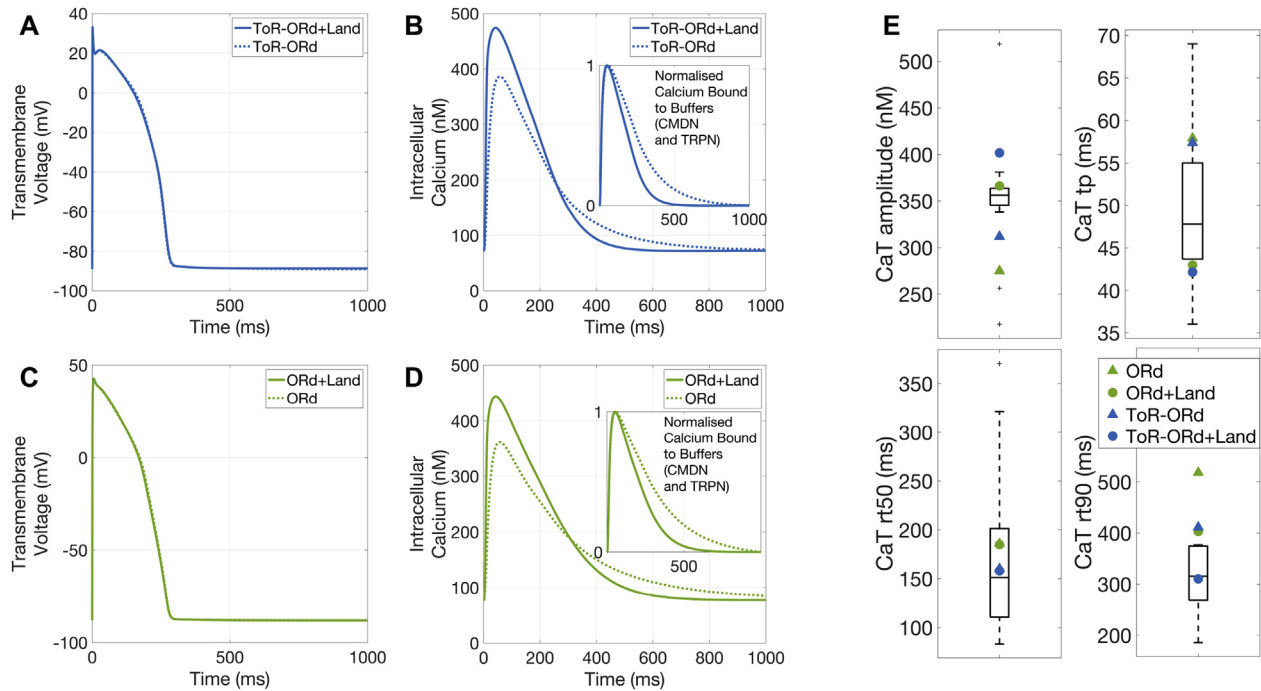 A
Transmembrane
Voltage (mV)
40
20
0
-20
-40
-60
-80
-100
0
500
1000
Time (ms)
ToR-ORd+Land
ToR-ORd
B
Intracellular
Calcium (nM)
500
450
400
350
300
250
200
150
100
50
0
0
200
400
600
800
1000
Time (ms)
ToR-ORd+Land
ToR-ORd
Normalised
Calcium Bound
to Buffers
(CMDN
and TRPN)
1
0
500
1000
C
Transmembrane
Voltage (mV)
50
0
-50
-100
0
500
1000
Time (ms)
ORd+Land
ORd
D
Intracellular
Calcium (nM)
500
400
300
200
100
0
0
200
400
600
800
1000
Time (ms)
ORd+Land
ORd
Normalised
Calcium Bound
to Buffers
(CMDN
and TRPN)
1
0
500
E
CaT amplitude (nM)
500
450
400
350
300
250
CaT tp (ms)
70
65
60
55
50
45
40
35
CaT rt50 (ms)
350
300
250
200
150
100
CaT rt90 (ms)
500
400
300
200
ORd
ORd+Land
ToR-ORd
ToR-ORd+Land